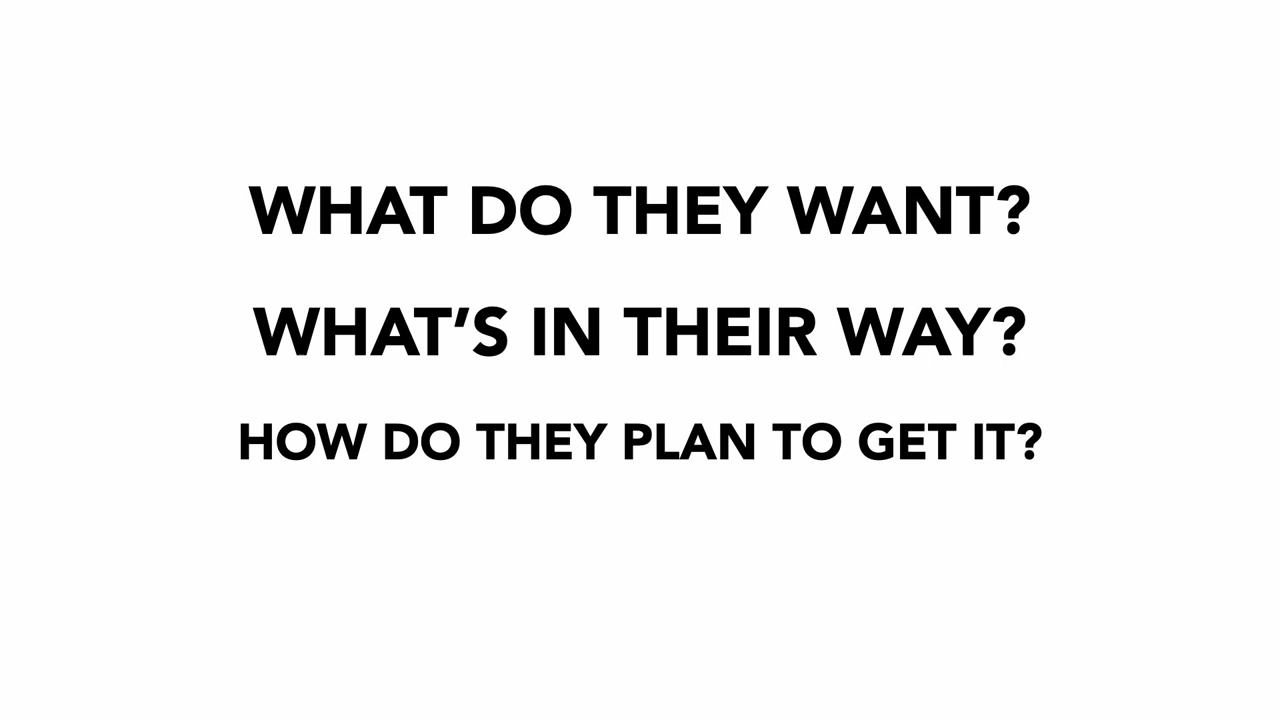 WHAT DO THEY WANT?
WHAT’S IN THEIR WAY?
HOW DO THEY PLAN TO GET IT?